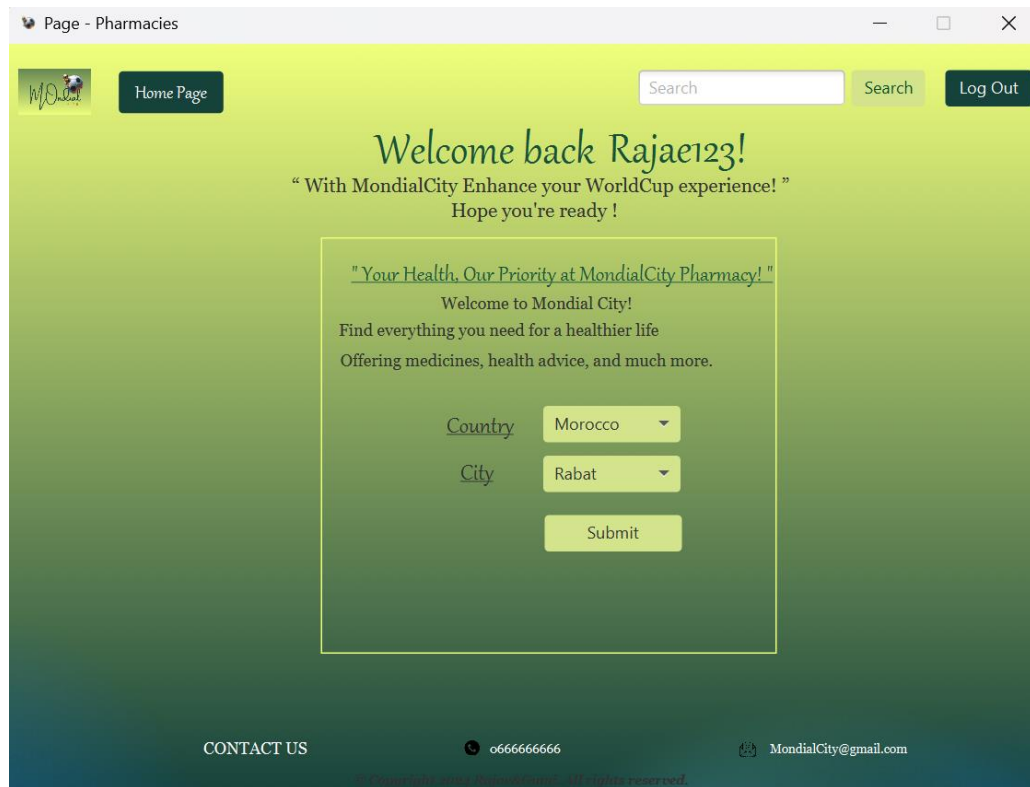 Page - Pharmacies
MOndial
Home Page
Search
Search
Log Out
Welcome back Rajae123!
“ With MondialCity Enhance your WorldCup experience! ”
Hope you're ready !
" Your Health, Our Priority at MondialCity Pharmacy! "
Welcome to Mondial City!
Find everything you need for a healthier life
Offering medicines, health advice, and much more.
Country
Morocco
City
Rabat
Submit
CONTACT US
0666666666
MondialCity@gmail.com
© Copyright All rights reserved.